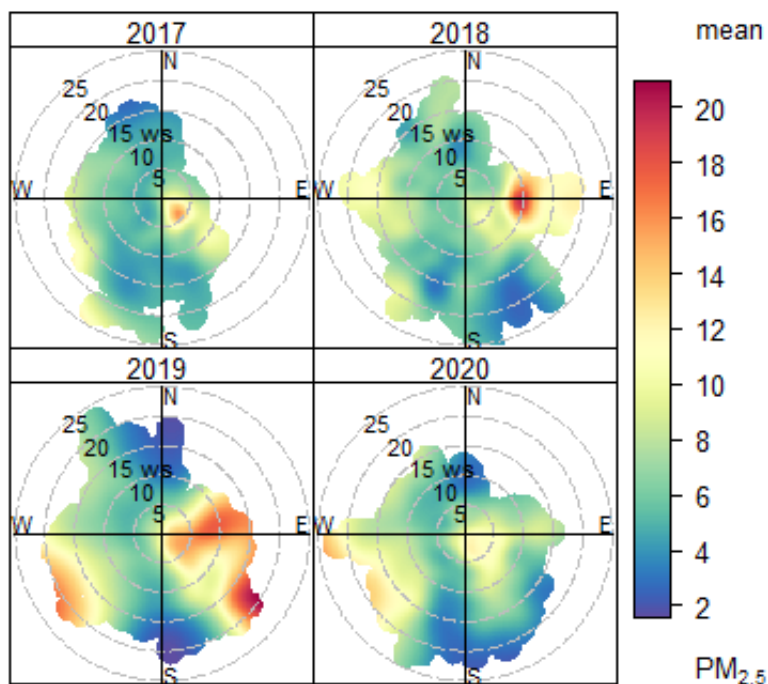 2017 2018 mean
N N
25 25 20
20 20
15 ws 15 ws 18
10 10
5 5 16
W E W E
14
12
S S
2019 2020 10
N N
25 25 8
20 20
15 ws 15 ws
10 10 6
5 5
W E W E 4
2
S S PM2.5